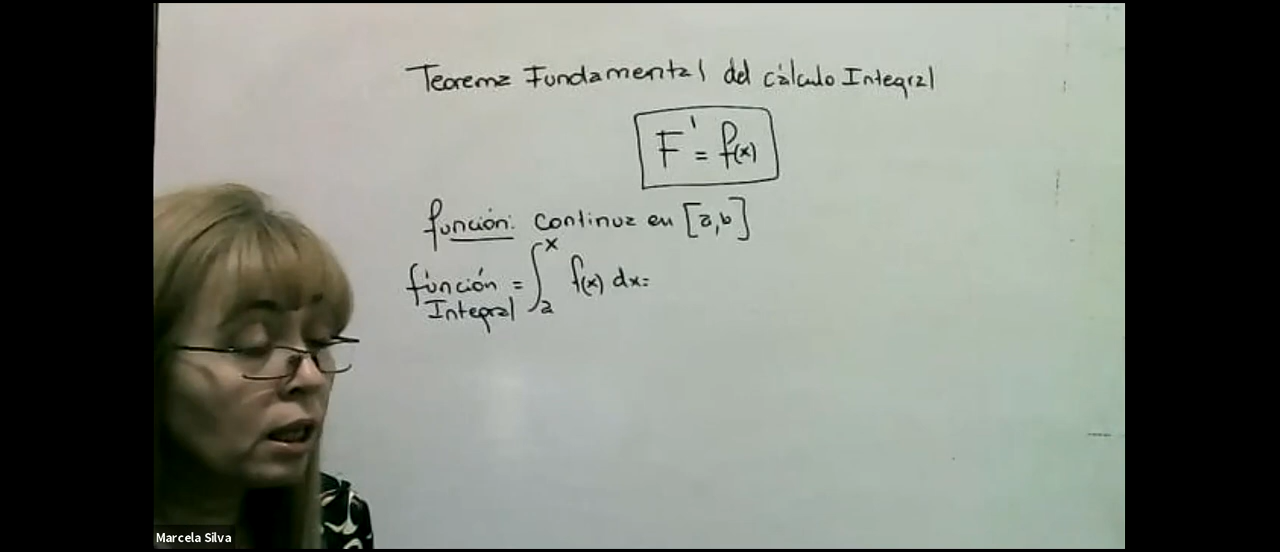 Teorema Fundamental del cálculo Integral
F' = f(x)
función: continua en [a,b]
función = ∫ₐˣ f(x) dx =
Integral
Marcela Silva